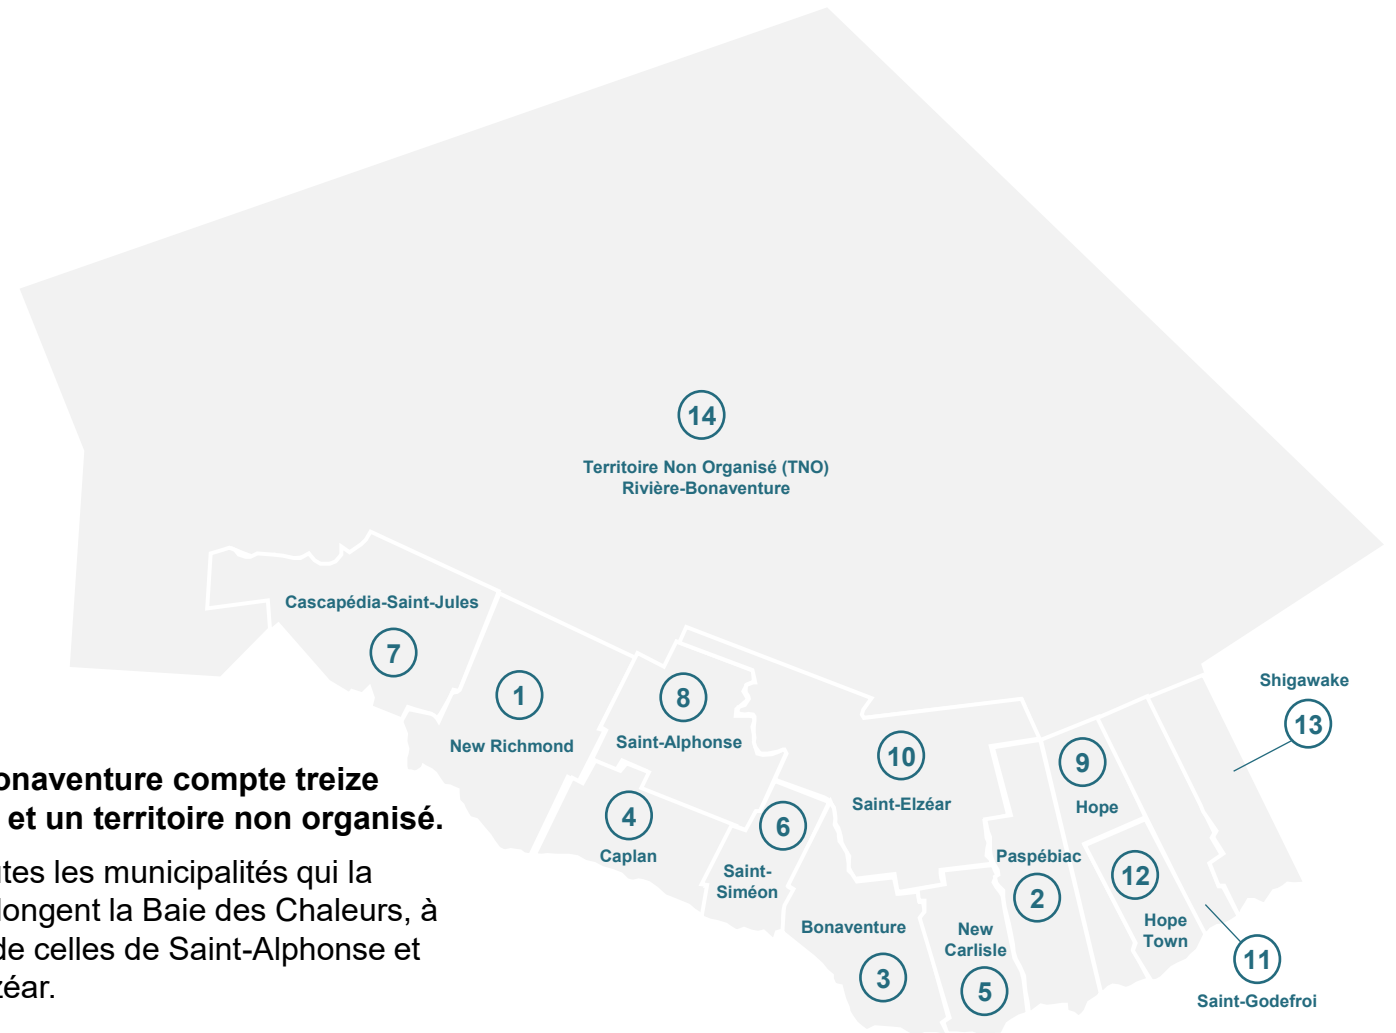 14
Territoire Non Organisé (TNO)
Rivière-Bonaventure
Cascapédia-Saint-Jules
7
1
New Richmond
8
Saint-Alphonse
Shigawake
13
10
Saint-Elzéar
9
Hope
4
Caplan
6
Saint-
Siméon
Paspébiac
2
12
Hope
Town
Bonaventure
3
New
Carlisle
5
11
Saint-Godefroi
compte treize
et un territoire non organisé.
les municipalités qui la
longent la Baie des Chaleurs, à
de celles de Saint-Alphonse et